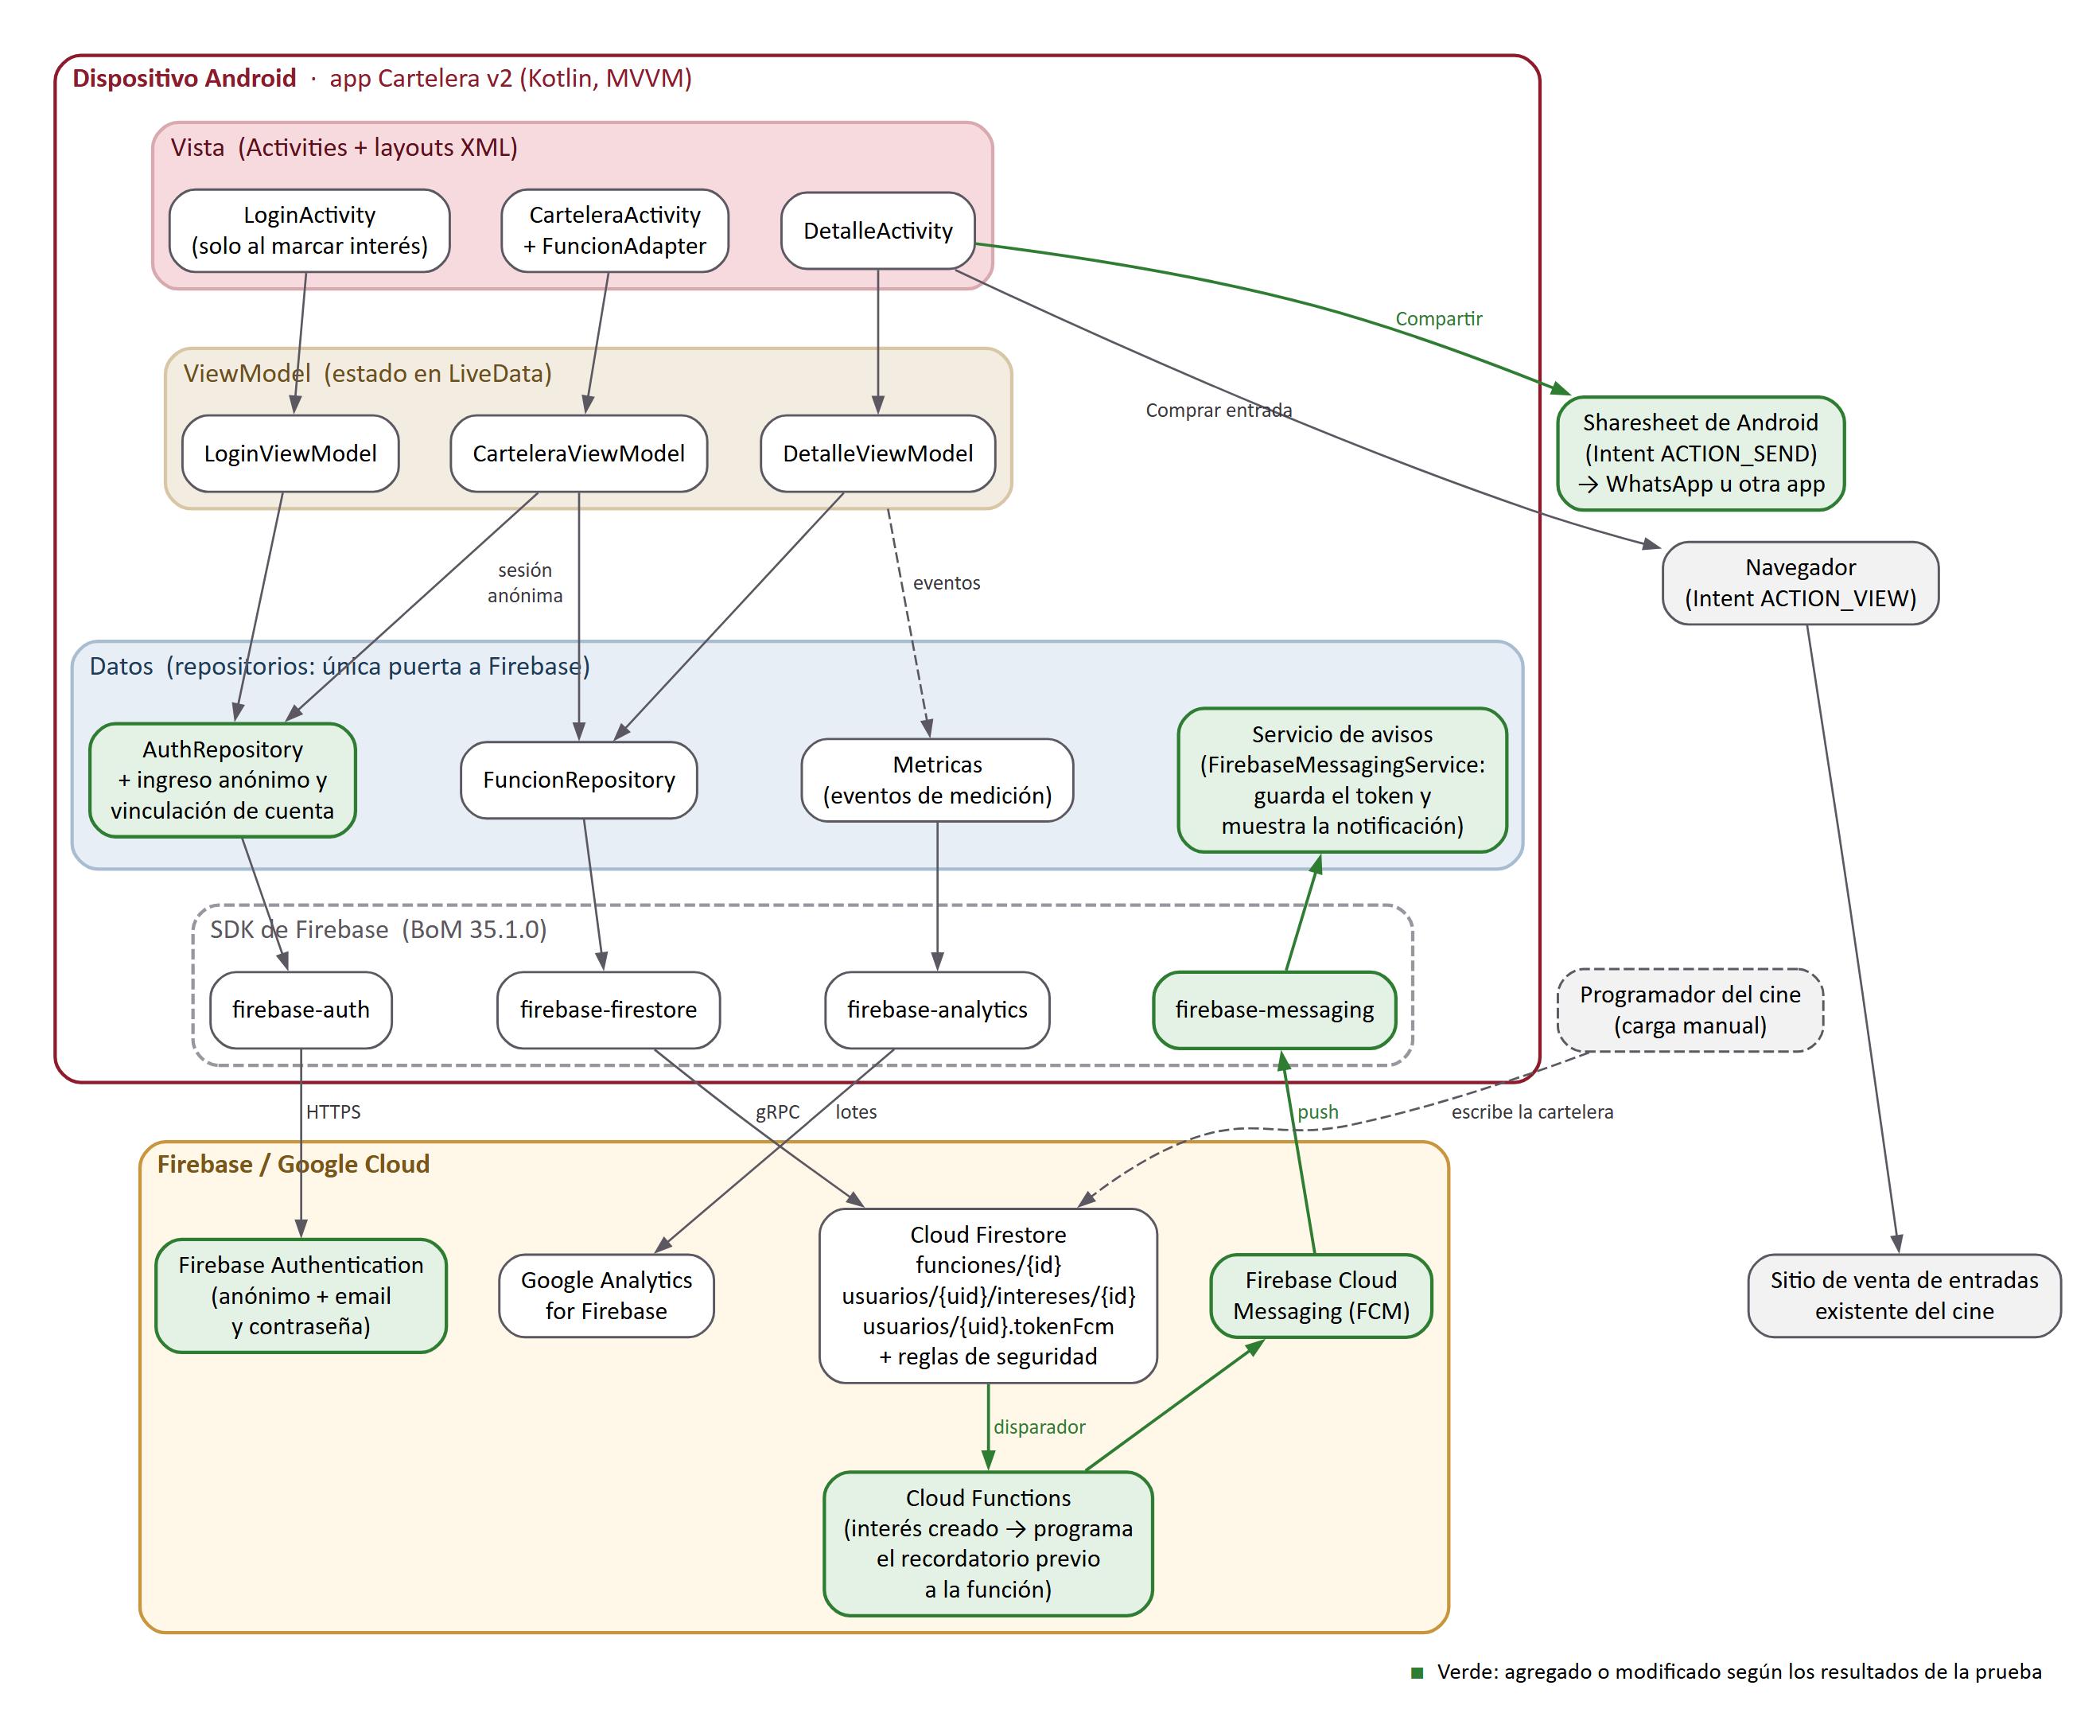 Dispositivo Android · app Cartelera v2 (Kotlin, MVVM)
Vista (Activities + layouts XML)
LoginActivity
(solo al marcar interés)
CarteleraActivity
+ FuncionAdapter
DetalleActivity
Compartir
ViewModel (estado en LiveData)
Comprar entrada
LoginViewModel
CarteleraViewModel
DetalleViewModel
Sharesheet de Android
(Intent ACTION_SEND)
→ WhatsApp u otra app
sesión
anónima
eventos
Navegador
(Intent ACTION_VIEW)
Datos (repositorios: única puerta a Firebase)
AuthRepository
+ ingreso anónimo y
vinculación de cuenta
FuncionRepository
Metricas
(eventos de medición)
Servicio de avisos
(FirebaseMessagingService:
guarda el token y
muestra la notificación)
SDK de Firebase (BoM 35.1.0)
firebase-auth
firebase-firestore
firebase-analytics
firebase-messaging
Programador del cine
(carga manual)
HTTPS
gRPC
lotes
push
escribe la cartelera
Firebase / Google Cloud
Firebase Authentication
(anónimo + email
y contraseña)
Google Analytics
for Firebase
Cloud Firestore
funciones/{id}
usuarios/{uid}/intereses/{id}
usuarios/{uid}.tokenFcm
+ reglas de seguridad
Firebase Cloud
Messaging (FCM)
Sitio de venta de entradas
existente del cine
disparador
Cloud Functions
(interés creado → programa
el recordatorio previo
a la función)
Verde: agregado o modificado según los resultados de la prueba